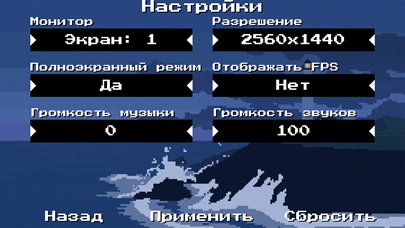 Настройки
Монитор Разрешение
Экран: 1 2560x1440
Полноэкранный режим Отображать FPS
Да Нет
Громкость музыки Громкость звуков
0 100
Назад Применить Сбросить